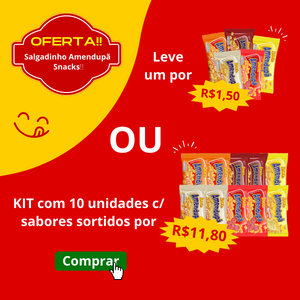 OFERTA!!
Salgadinho Amendupã
Snacks!!
Leve
um por
R$1,50
OU
KIT com 10 unidades c/
sabores sortidos por
R$11,80
Comprar